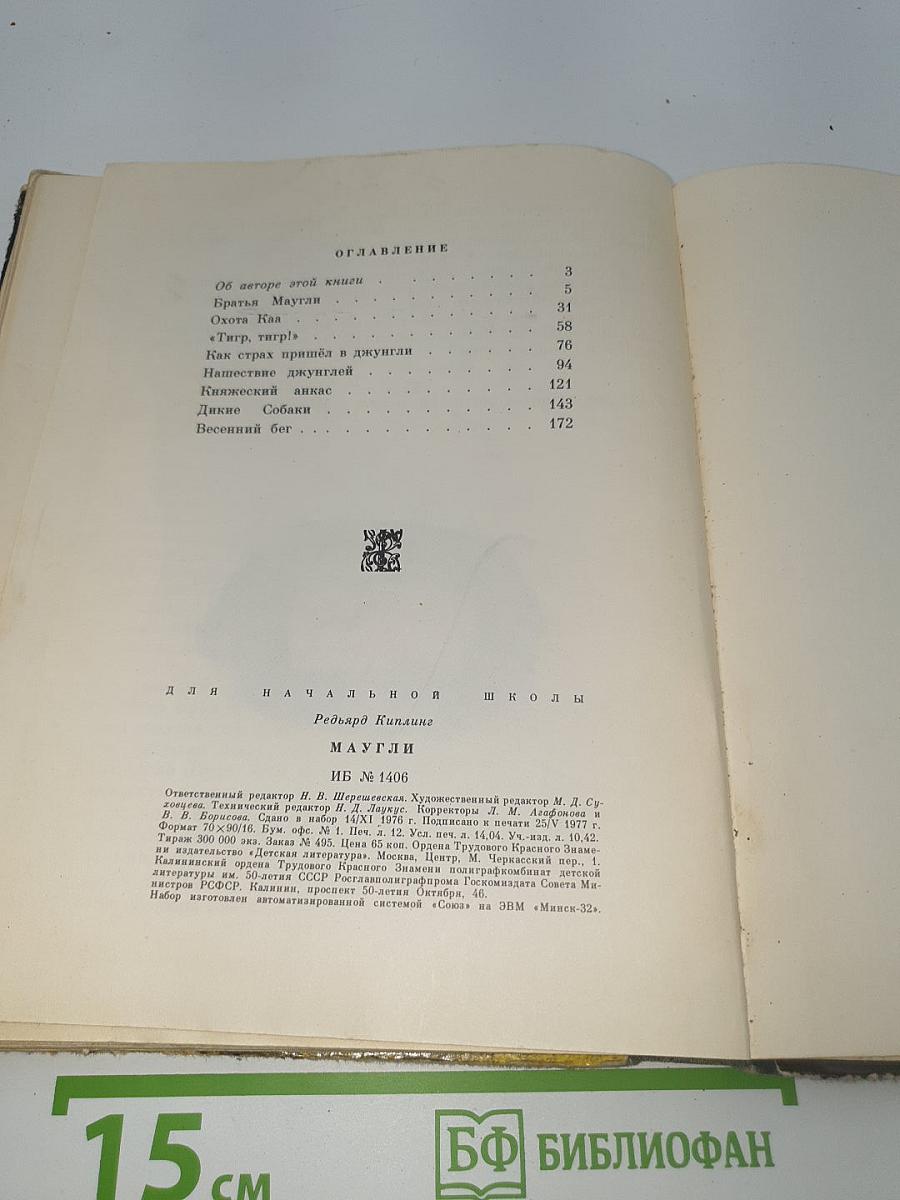 ОГЛАВЛЕНИЕ
Об авторе этой книги . . . . . . . . 3
Братья Маугли . . . . . . . . . . . 5
Охота Каа . . . . . . . . . . . . . 31
«Тигр, тигр!» . . . . . . . . . . . . 58
Как страх пришёл в джунгли . . . . . . 76
Нашествие джунглей . . . . . . . . . 94
Княжеский анкас . . . . . . . . . . 121
Дикие Собаки . . . . . . . . . . . 143
Весенний бег . . . . . . . . . . . . 172
ДЛЯ НАЧАЛЬНОЙ ШКОЛЫ
Редьярд Киплинг
МАУГЛИ
ИБ № 1406
Ответственный редактор Н. В. Шерешевская. Художественный редактор М. Д. Су-
ховцева. Технический редактор Н. Д. Лаукус. Корректоры Л. М. Агафонова и
В. В. Борисова. Сдано в набор 14/XI 1976 г. Подписано к печати 25/V 1977 г.
Формат 70×90/16. Бум. офс. № 1. Печ. л. 12. Усл. печ. л. 14,04. Уч.-изд. л. 10,42.
Тираж 300 000 экз. Заказ № 495. Цена 65 коп. Ордена Трудового Красного Знаме-
ни издательство «Детская литература». Москва, Центр, М. Черкасский пер., 1.
Калининский ордена Трудового Красного Знамени полиграфкомбинат детской
литературы им. 50-летия СССР Росглавполиграфпрома Госкомиздата Совета Ми-
нистров РСФСР. Калинин, проспект 50-летия Октября, 46.
Набор изготовлен автоматизированной системой «Союз» на ЭВМ «Минск-32».
15 см
БФ БИБЛИОФАН